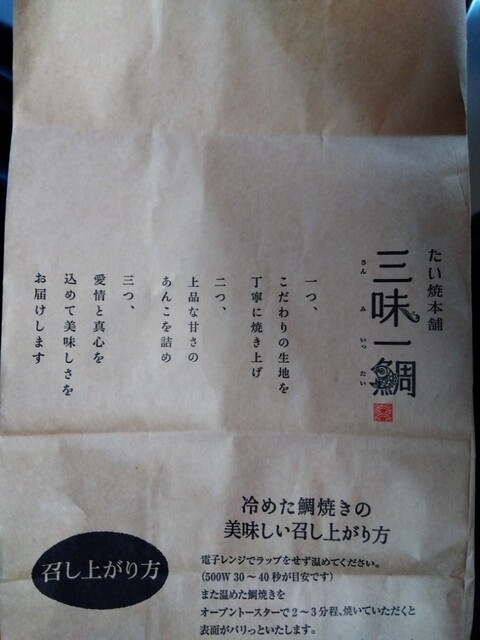 たい焼本舗
三味一鯛
さんみいったい
一つ、
こだわりの生地を
丁寧に焼き上げ
二つ、
上品な甘さの
あんこを詰め
三つ、
愛情と真心を
込めて美味しさを
お届けします
召し上がり方
冷めた鯛焼きの
美味しい召し上がり方
電子レンジでラップをせず温めてください。
(500W 30～40秒が目安です)
また温めた鯛焼きを
オーブントースターで2～3分程、焼いていただくと
表面がパリっといたします。